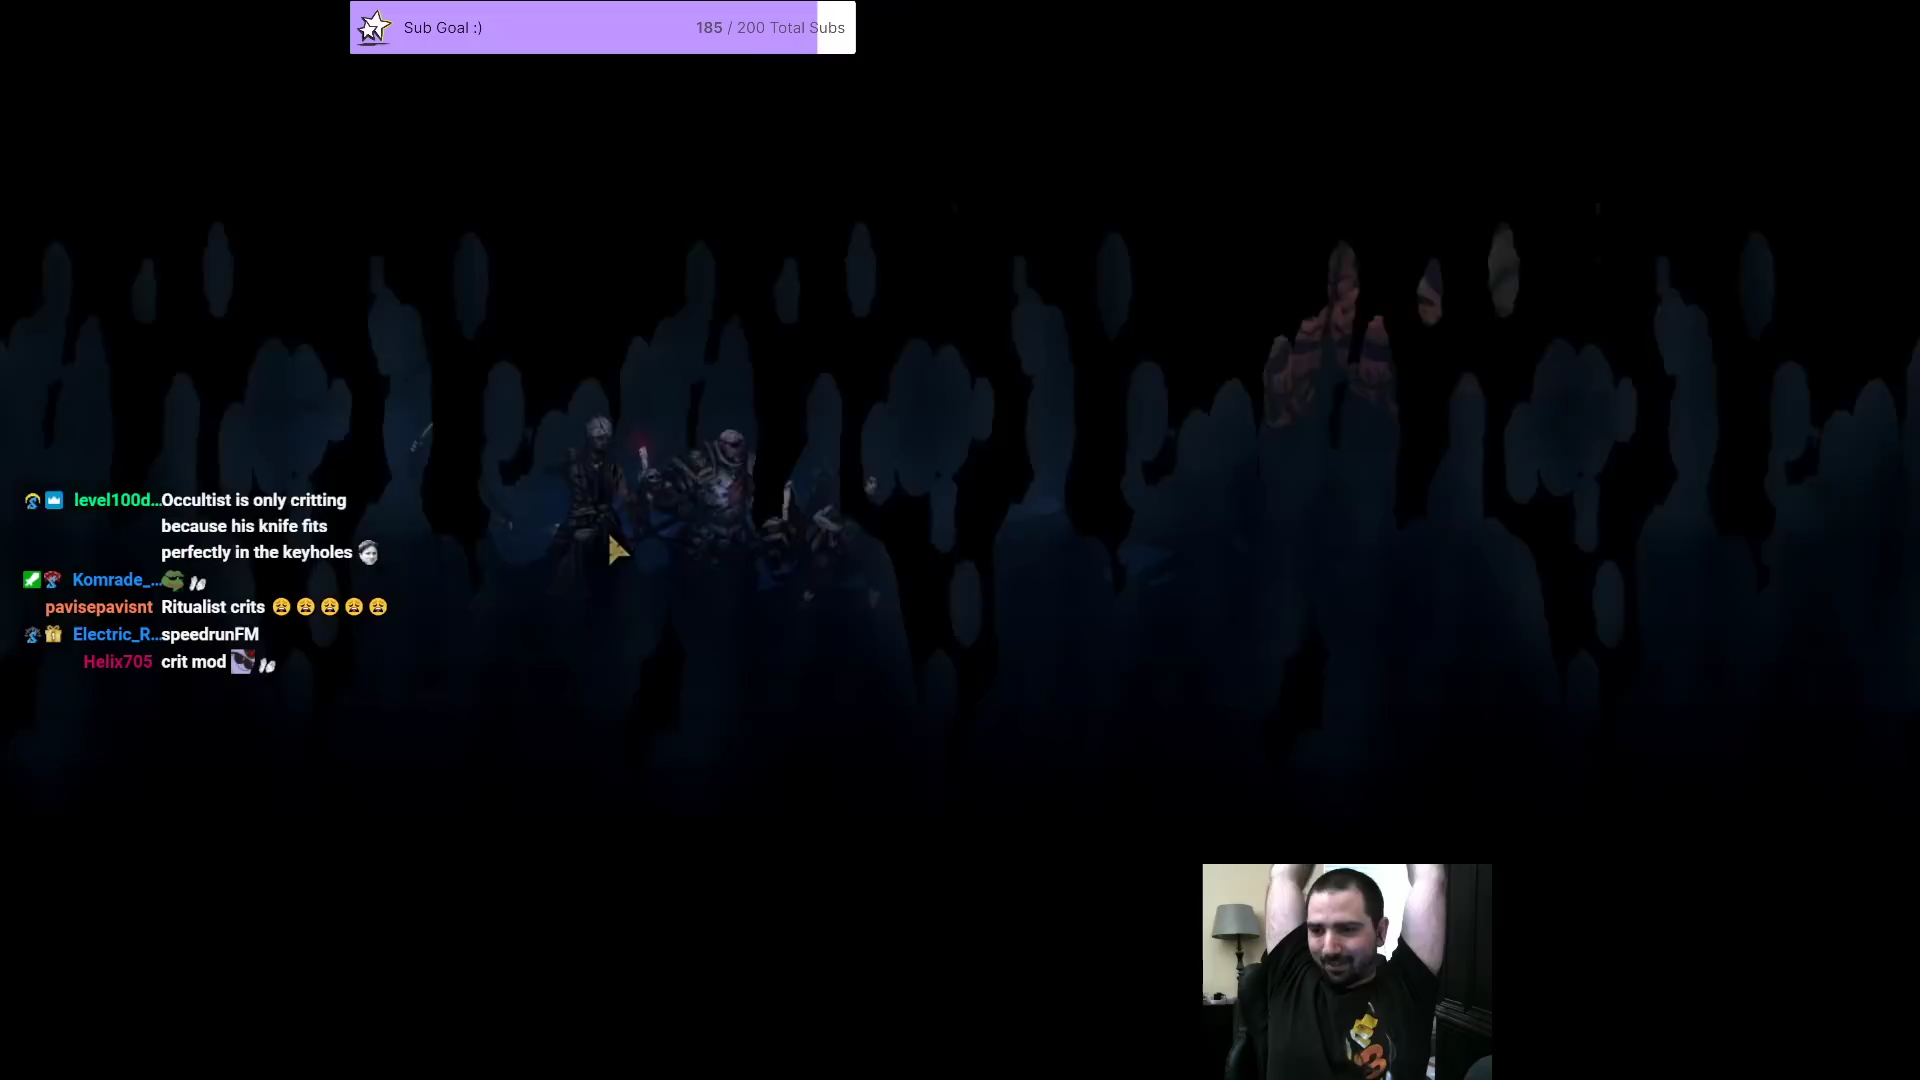 Sub Goal :) 185 / 200 Total Subs
level100d... Occultist is only critting
because his knife fits
perfectly in the keyholes
Komrade_...
pavisepavisnt Ritualist crits 😩 😩 😩 😩 😩
Electric_R... speedrunFM
Helix705 crit mod